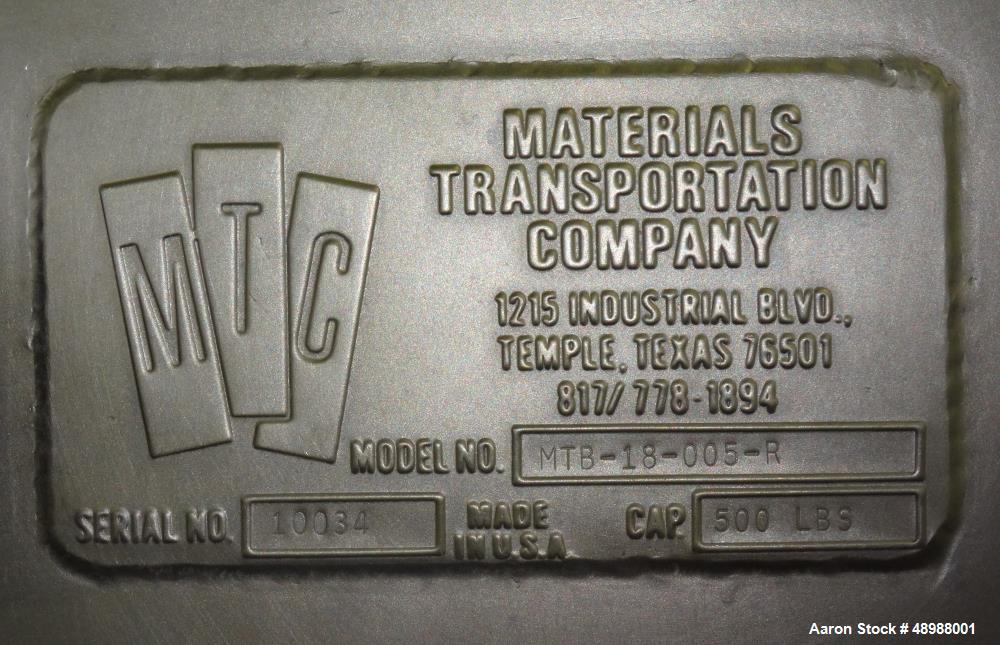 MTC
MATERIALS
TRANSPORTATION
COMPANY
1215 INDUSTRIAL BLVD.,
TEMPLE, TEXAS 76501
817/778-1894
MODEL NO. MTB-18-005-R
SERIAL NO. 10034 MADE IN U.S.A. CAP. 500 LBS
Aaron Stock # 48988001